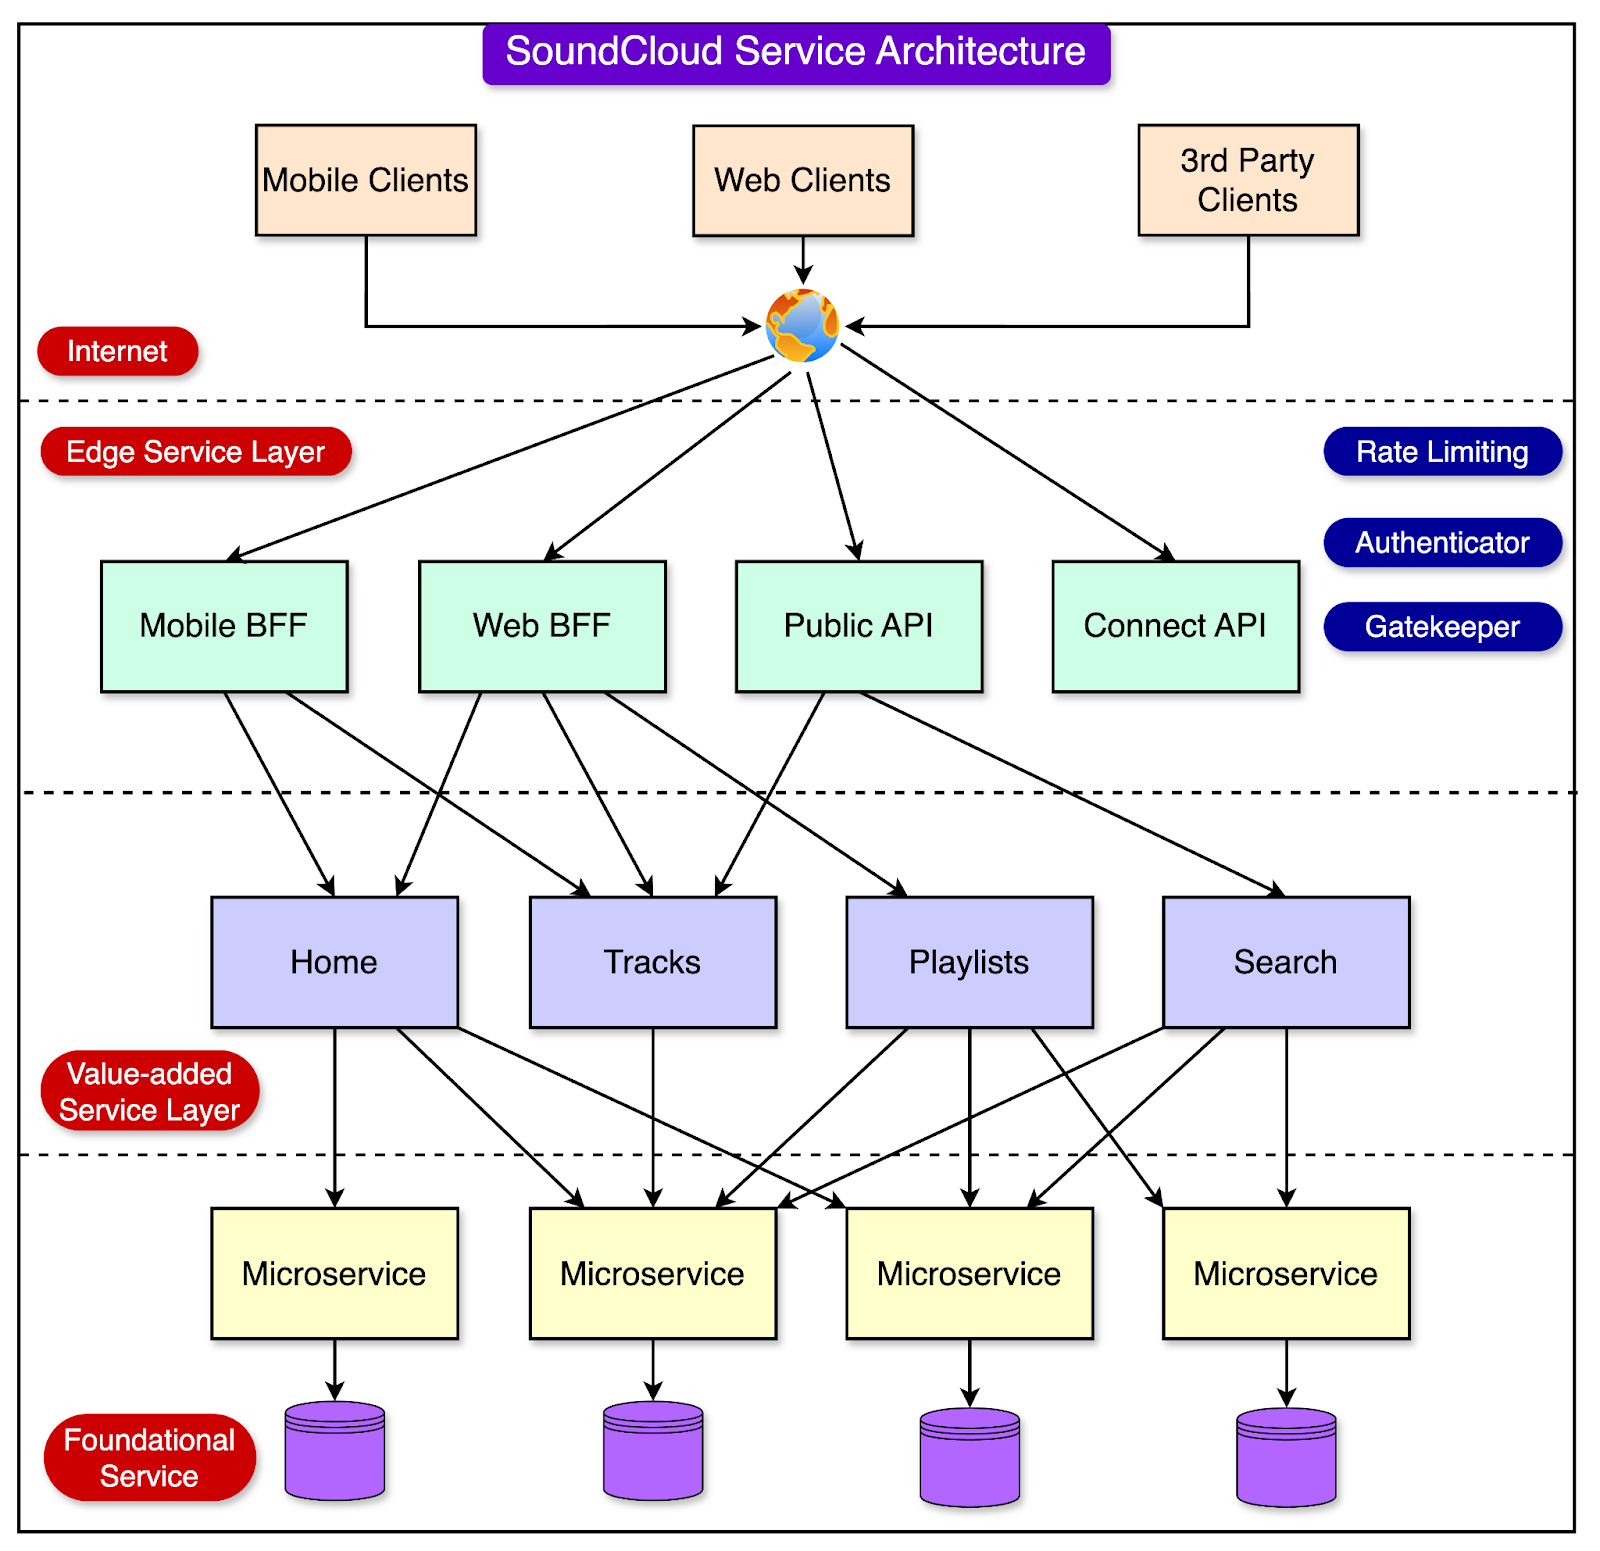 SoundCloud Service Architecture
Mobile Clients
Web Clients
3rd Party
Clients
Internet
Edge Service Layer
Rate Limiting
Authenticator
Gatekeeper
Mobile BFF
Web BFF
Public API
Connect API
Home
Tracks
Playlists
Search
Value-added
Service Layer
Microservice
Microservice
Microservice
Microservice
Foundational
Service